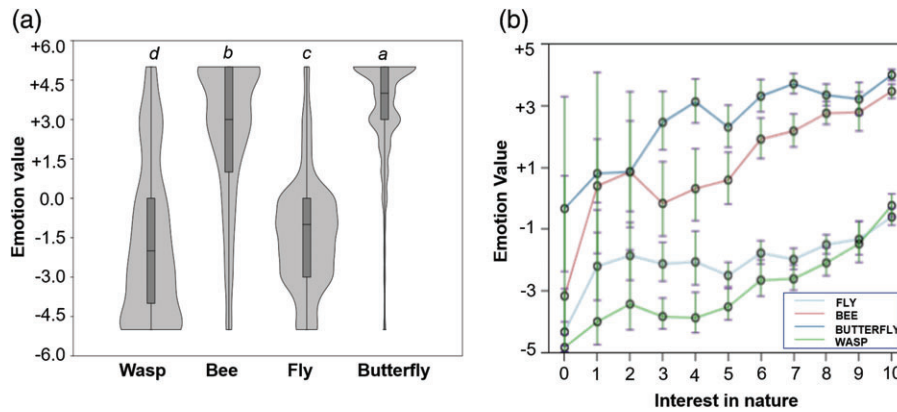 (a)
Emotion value
+6.0
+4.5
+3.0
+1.5
0.0
-1.5
-3.0
-4.5
-6.0
d
b
c
a
Wasp Bee Fly Butterfly
(b)
Emotion Value
+5
+3
+1
-1
-3
-5
FLY
BEE
BUTTERFLY
WASP
0 1 2 3 4 5 6 7 8 9 10
Interest in nature